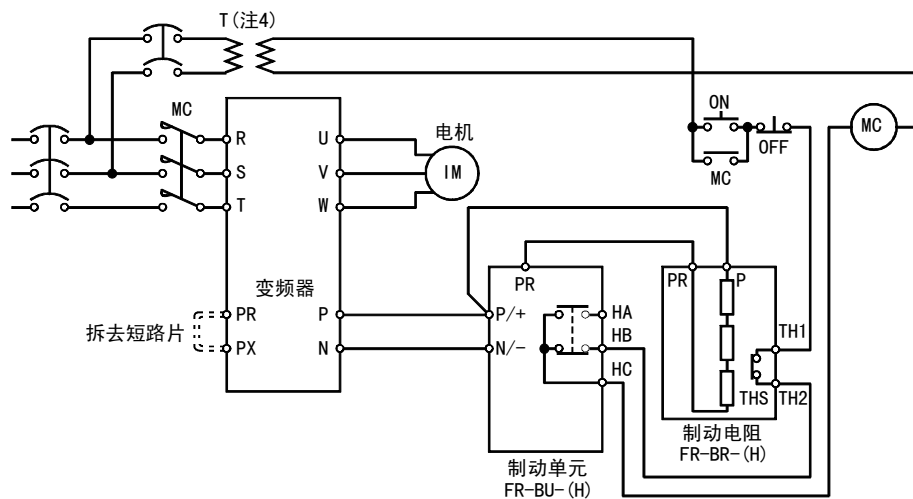 T(注4)
MC
R
S
T
U
V
W
电机
IM
ON
OFF
MC
MC
变频器
PR
PX
拆去短路片
P
N
PR
P/+
N/-
HA
HB
HC
PR
P
TH1
THS
TH2
制动单元
FR-BU-(H)
制动电阻
FR-BR-(H)